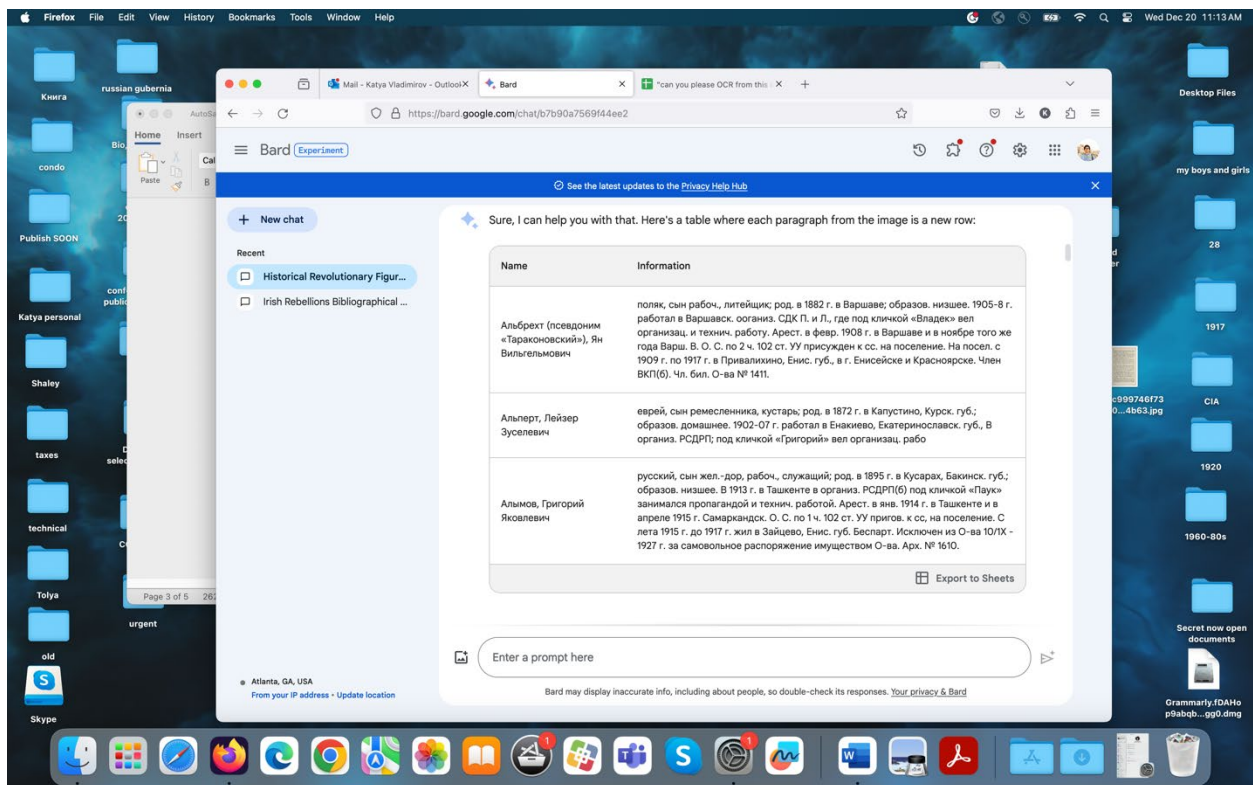 Firefox File Edit View History Bookmarks Tools Window Help
Wed Dec 20 11:13 AM
Книга
russian gubernia
condo
Publish SOON
Katya personal
Shaley
taxes
technical
Tolya
urgent
old
Skype
AutoSa
Home Insert
Paste
Cal
B
Page 3 of 5
Mail - Katya Vladimirov - Outlook
Bard
"can you please OCR from this
https://bard.google.com/chat/b7b90a7569f44ee2
Bard Experiment
See the latest updates to the Privacy Help Hub
New chat
Recent
Historical Revolutionary Figur...
Irish Rebellions Bibliographical ...
Atlanta, GA, USA
From your IP address • Update location
Sure, I can help you with that. Here's a table where each paragraph from the image is a new row:
Name Information
Альбрехт (псевдоним
«Тараконовский»), Ян
Вильгельмович
поляк, сын рабоч., литейщик; род. в 1882 г. в Варшаве; образов. низшее. 1905-8 г.
работал в Варшавск. ооганиз. СДК П. и Л., где под кличкой «Владек» вел
организац. и технич. работу. Арест. в февр. 1908 г. в Варшаве и в ноябре того же
года Варш. В. О. С. по 2 ч. 102 ст. УУ присужден к сс. на поселение. На посел. с
1909 г. по 1917 г. в Привалихино, Енис. губ., в г. Енисейске и Красноярске. Член
ВКП(б). Чл. бил. О-ва № 1411.
Альперт, Лейзер
Зуселевич
еврей, сын ремесленника, кустарь; род. в 1872 г. в Капустино, Курск. губ.;
образов. домашнее. 1902-07 г. работал в Енакиево, Екатеринославск. губ., В
организ. РСДРП; под кличкой «Григорий» вел организац. рабо
Алымов, Григорий
Яковлевич
русский, сын жел.-дор, рабоч., служащий; род. в 1895 г. в Кусарах, Бакинск. губ.;
образов. низшее. В 1913 г. в Ташкенте в организ. РСДРП(б) под кличкой «Паук»
занимался пропагандой и технич. работой. Арест. в янв. 1914 г. в Ташкенте и в
апреле 1915 г. Самаркандск. О. С. по 1 ч. 102 ст. УУ пригов. к сс, на поселение. С
лета 1915 г. до 1917 г. жил в Зайцево, Енис. губ. Беспарт. Исключен из О-ва 10/1X -
1927 г. за самовольное распоряжение имуществом О-ва. Арх. № 1610.
Export to Sheets
Enter a prompt here
Bard may display inaccurate info, including about people, so double-check its responses. Your privacy & Bard
Desktop Files
my boys and girls
28
1917
c999746f73
0...4b63.jpg
CIA
1920
1960-80s
Secret now open
documents
Grammarly.fDAHo
p9abqb...gg0.dmg